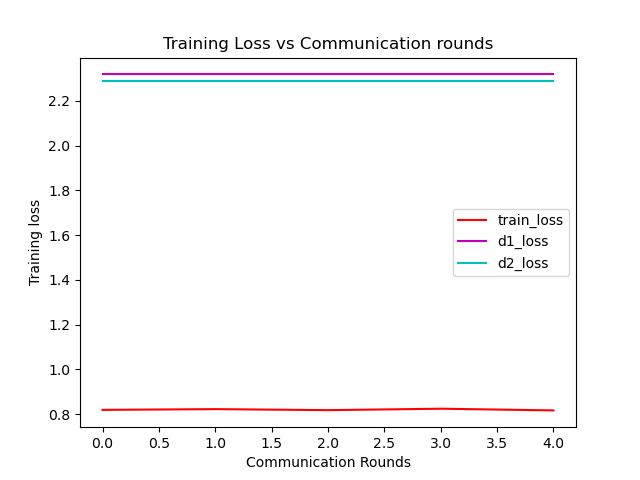 Training Loss vs Communication rounds
Training loss
2.2
2.0
1.8
1.6
1.4
1.2
1.0
0.8
train_loss
d1_loss
d2_loss
0.0 0.5 1.0 1.5 2.0 2.5 3.0 3.5 4.0
Communication Rounds